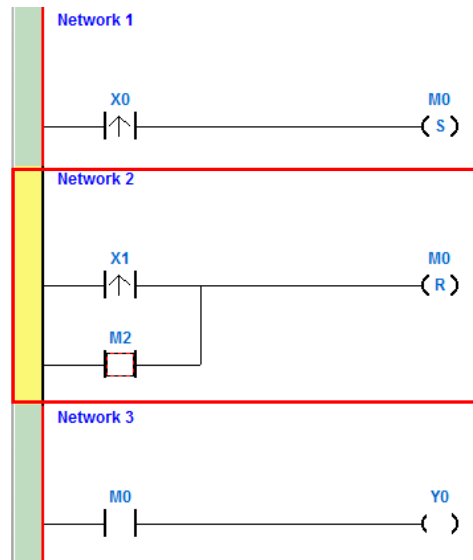 Network 1
X0 M0
S
Network 2
X1 M0
R
M2
Network 3
M0 Y0